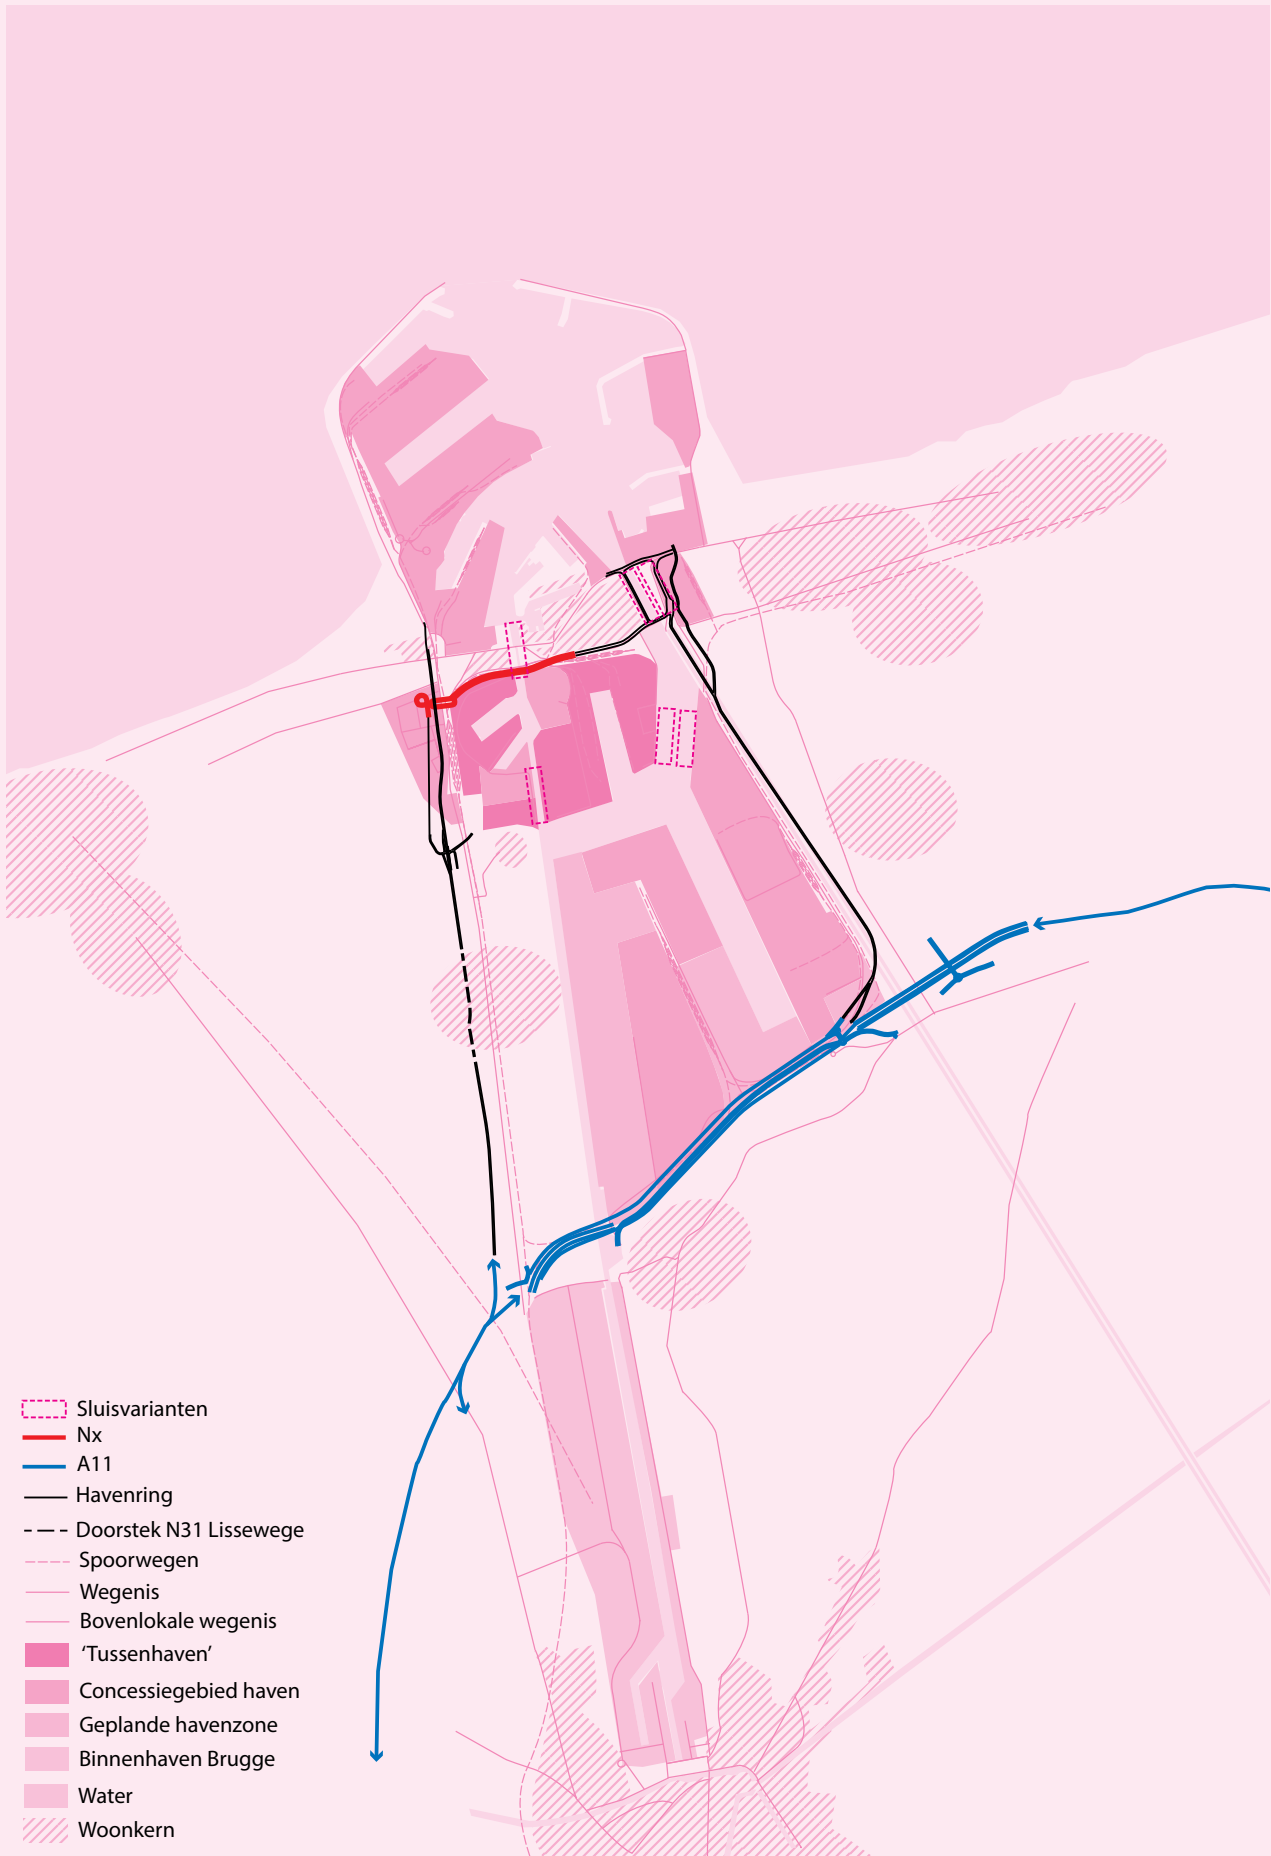 Sluisvarianten
Nx
A11
Havenring
Doorstek N31 Lissewege
Spoorwegen
Wegenis
Bovenlokale wegenis
‘Tussenhaven’
Concessiegebied haven
Geplande havenzone
Binnenhaven Brugge
Water
Woonkern